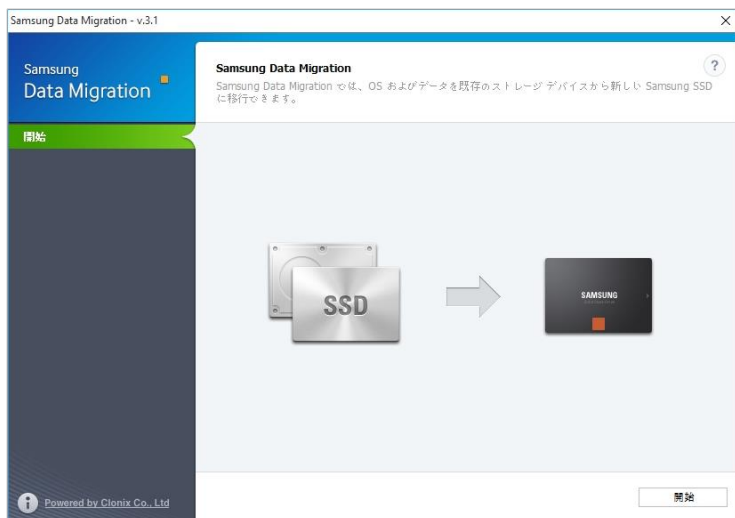 Samsung Data Migration - v.3.1
Samsung
Data Migration
Samsung Data Migration
Samsung Data Migration では、OS およびデータを既存のストレージ デバイスから新しい Samsung SSD
に移行できます。
?
開始
SSD
SAMSUNG
Powered by Clonix Co., Ltd
開始